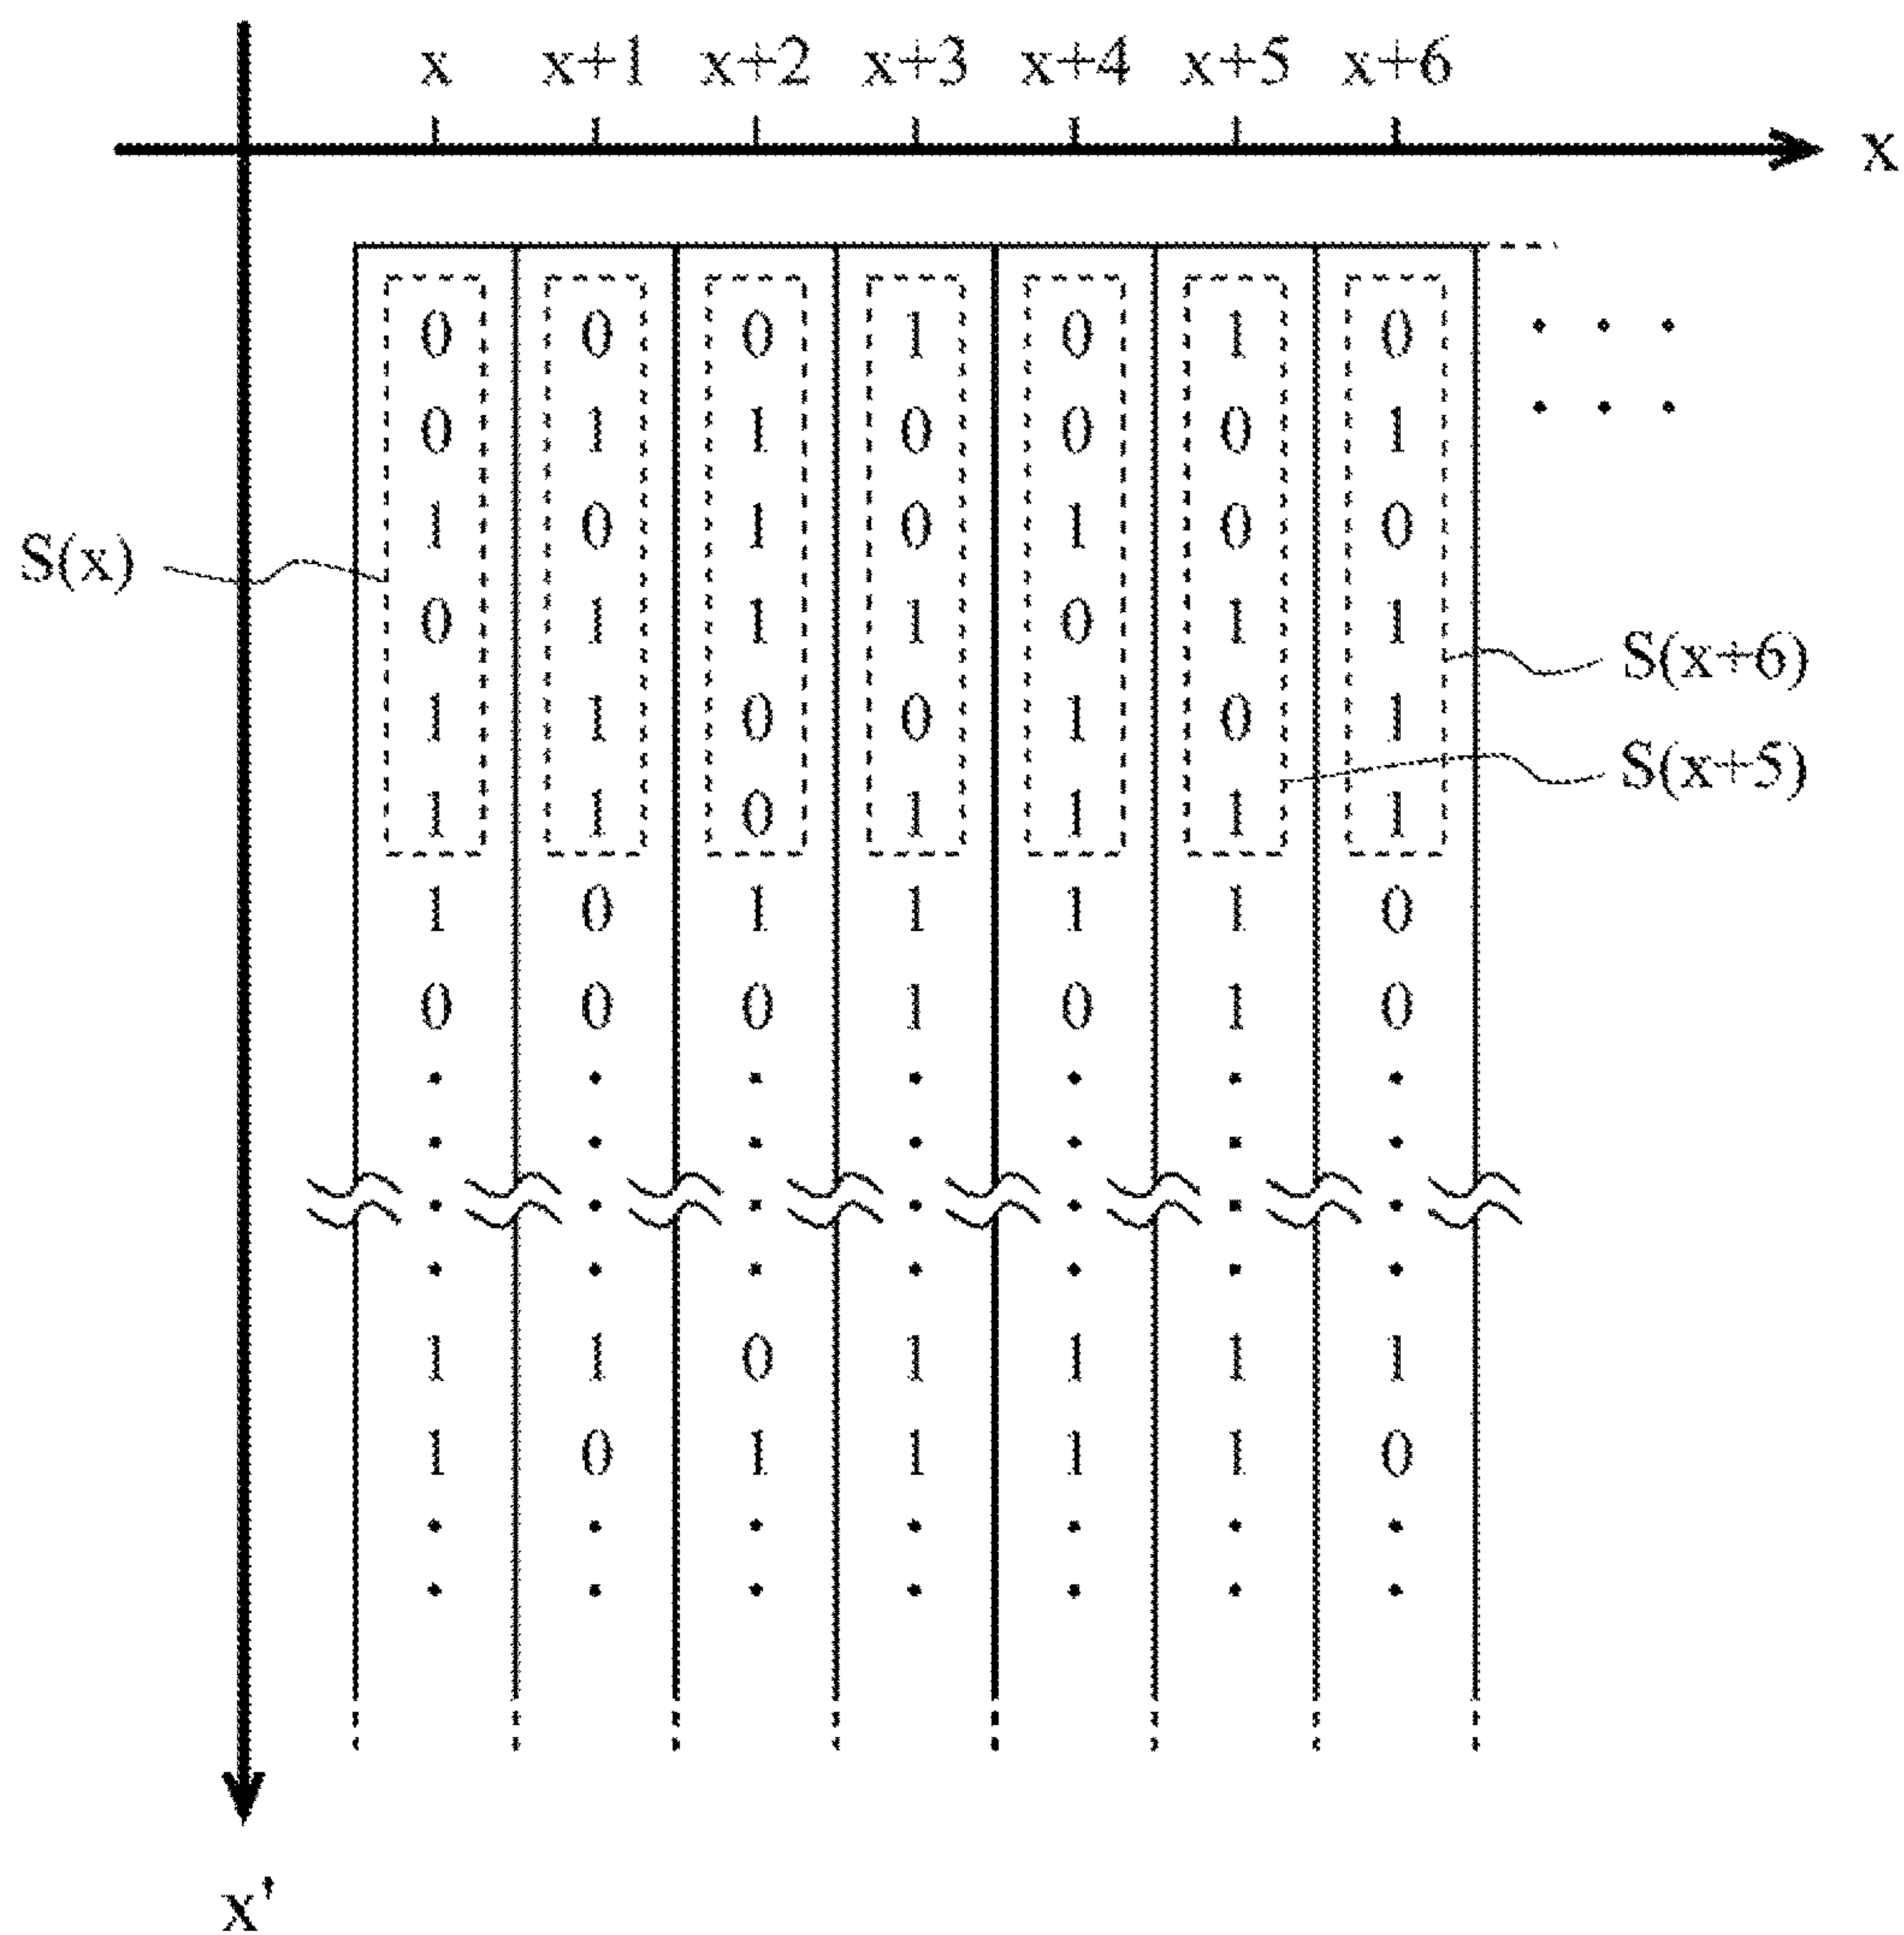 x x+1 x+2 x+3 x+4 x+5 x+6
x
0 0 0 1 0 1 0
0 1 1 0 0 0 1
1 0 1 0 1 0 0
S(x)
0 1 1 1 0 1 1
S(x+6)
1 1 0 0 1 0 1
S(x+5)
1 1 0 1 1 1 1
1 0 1 1 1 1 0
0 0 0 1 0 1 0
1 1 0 1 1 1 1
1 0 1 1 1 1 0
x'